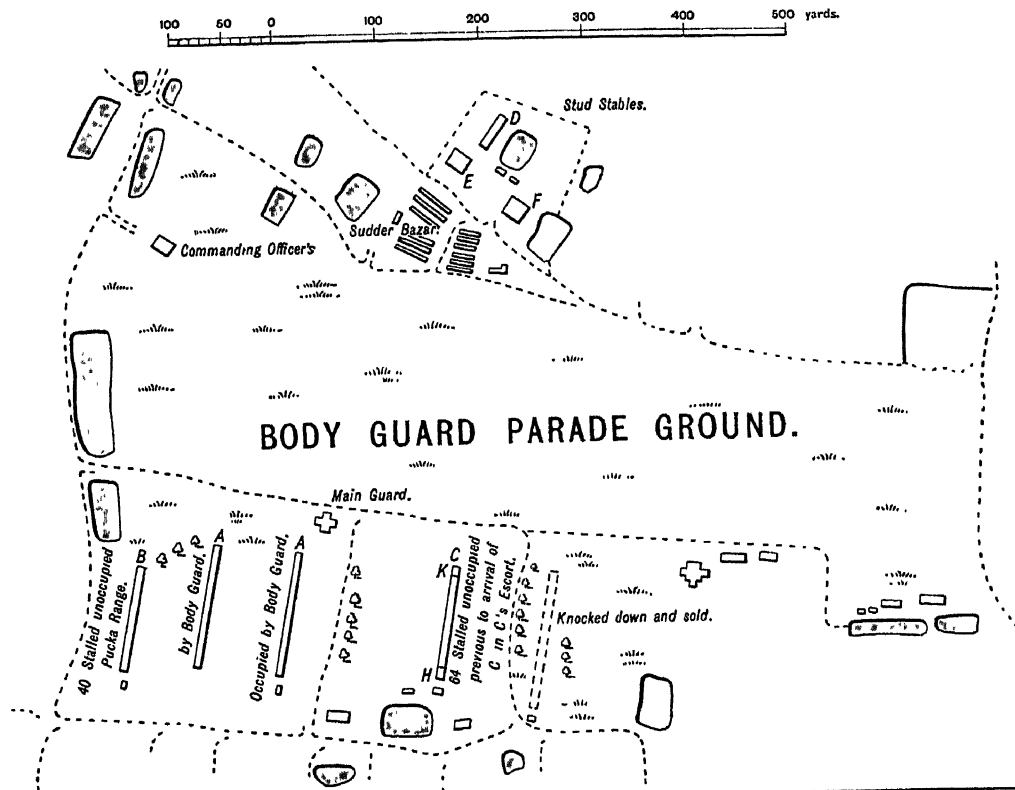 100 50 0 100 200 300 400 500 yards.
Stud Stables.
D
E
F
Sudder Bazar.
Commanding Officer's
BODY GUARD PARADE GROUND.
Main Guard.
B
40 Stalled unoccupied
Pucka Range.
A
by Body Guard.
A
Occupied by Body Guard.
C
K
H
64 Stalled unoccupied
previous to arrival of
C in C's Escort.
Knocked down and sold.